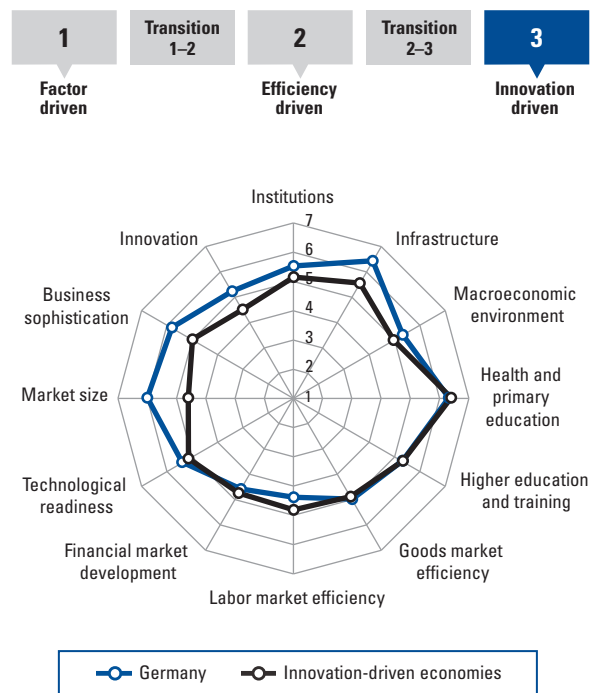 1
Transition
1–2
2
Transition
2–3
3
Factor
driven
Efficiency
driven
Innovation
driven
Institutions
7
Innovation
Infrastructure
6
5
Business
sophistication
Macroeconomic
environment
4
3
2
Market size
1
Health and
primary
education
Technological
readiness
Higher education
and training
Financial market
development
Goods market
efficiency
Labor market efficiency
Germany
Innovation-driven economies